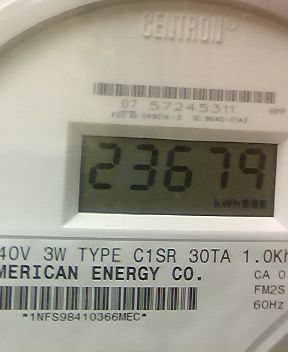 CENTRON
07 57245311
23679
kWh
40V 3W TYPE C1SR 30TA 1.0Kh
MERICAN ENERGY CO.
CA 0
FM2S
60Hz
*1NFS98410366MEC*